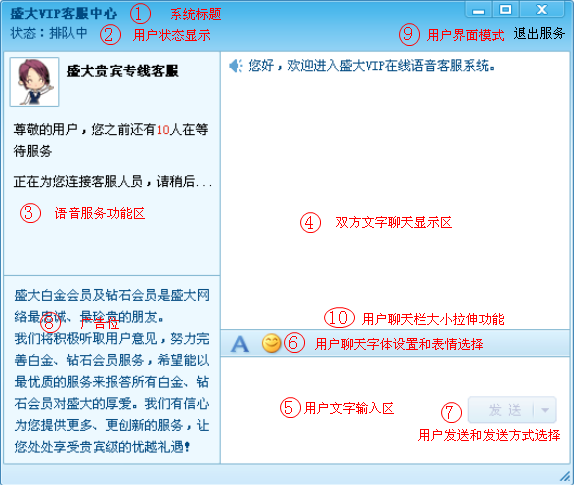 盛大VIP客服中心 ① 系统标题
状态：排队中 ② 用户状态显示
⑨ 用户界面模式 退出服务
盛大贵宾专线客服
尊敬的用户，您之前还有10人在等
待服务
正在为您连接客服人员，请稍后...
③ 语音服务功能区
您好，欢迎进入盛大VIP在线语音客服系统。
④ 双方文字聊天显示区
⑩ 用户聊天栏大小拉伸功能
盛大白金会员及钻石会员是盛大网
络最忠诚、最珍贵的朋友。
⑧ 广告位
我们将积极听取用户意见，努力完
善白金、钻石会员服务，希望能以
最优质的服务来报答所有白金、钻
石会员对盛大的厚爱。我们有信心
为您提供更多、更创新的服务，让
您处处享受贵宾级的优越礼遇！
A ⑥ 用户聊天字体设置和表情选择
⑤ 用户文字输入区
⑦ 发送
用户发送和发送方式选择